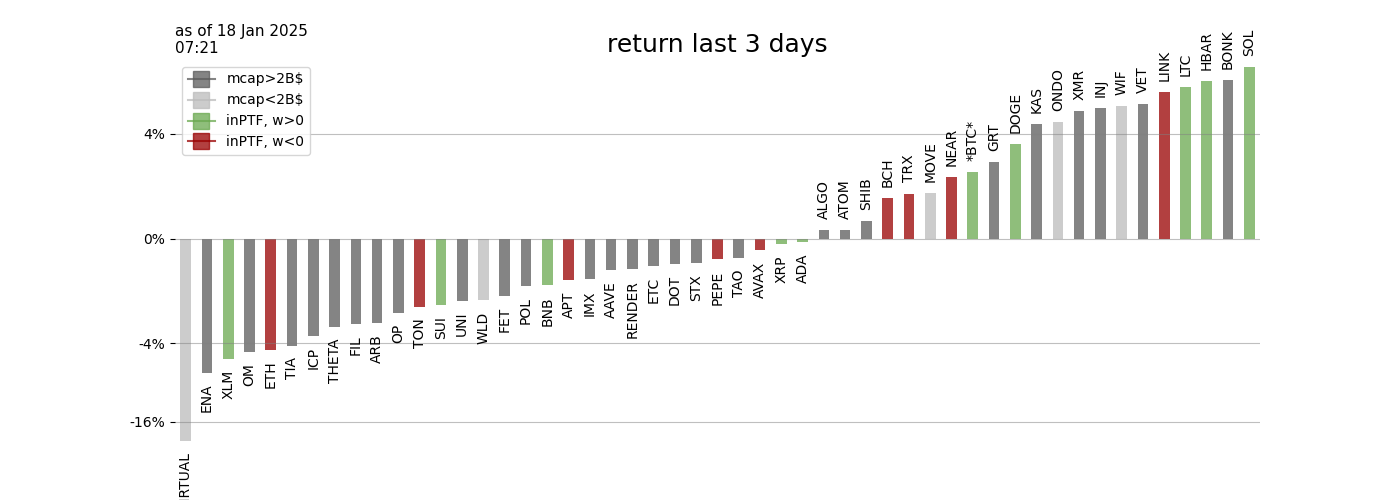 as of 18 Jan 2025
07:21
return last 3 days
mcap>2B$
mcap<2B$
inPTF, w>0
inPTF, w<0
4%
0%
-4%
-16%
RTUAL
ENA
XLM
OM
ETH
TIA
ICP
THETA
FIL
ARB
OP
TON
SUI
UNI
WLD
FET
POL
BNB
APT
IMX
AAVE
RENDER
ETC
DOT
STX
PEPE
TAO
AVAX
XRP
ADA
ALGO
ATOM
SHIB
BCH
TRX
MOVE
NEAR
*BTC*
GRT
DOGE
KAS
ONDO
XMR
INJ
WIF
VET
LINK
LTC
HBAR
BONK
SOL